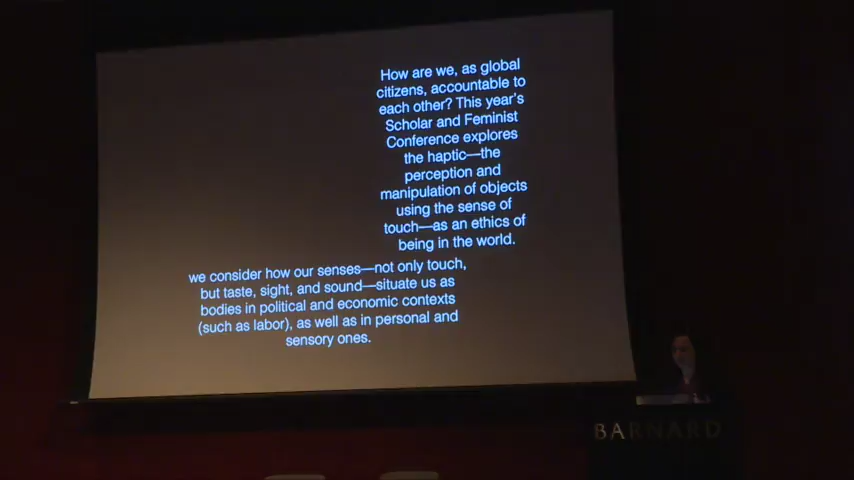 How are we, as global
citizens, accountable to
each other? This year's
Scholar and Feminist
Conference explores
the haptic—the
perception and
manipulation of objects
using the sense of
touch—as an ethics of
being in the world.
we consider how our senses—not only touch,
but taste, sight, and sound—situate us as
bodies in political and economic contexts
(such as labor), as well as in personal and
sensory ones.
BARNARD